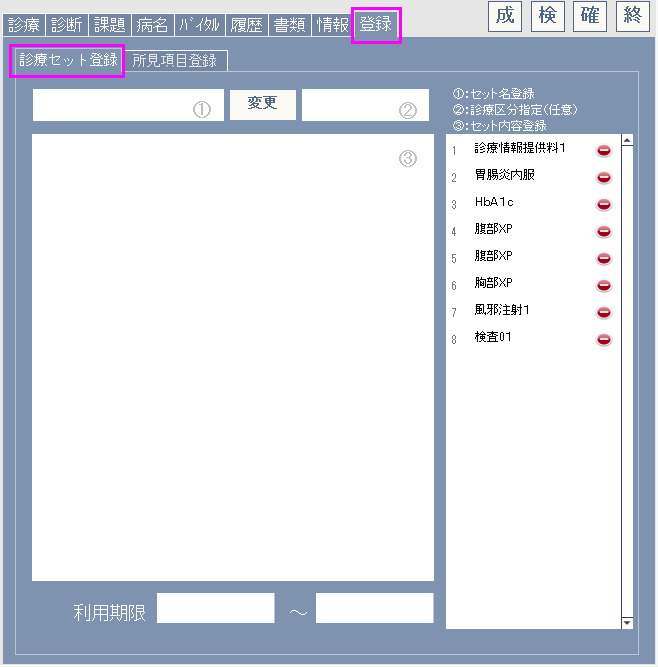 診療 診断 課題 病名 ﾊﾞｲﾀﾙ 履歴 書類 情報 登録 成 検 確 終
診療セット登録 所見項目登録
① 変更 ②
①:セット名登録
②:診療区分指定(任意)
③:セット内容登録
③
1 診療情報提供料1
2 胃腸炎内服
3 HbA1c
4 腹部XP
5 腹部XP
6 胸部XP
7 風邪注射1
8 検査01
利用期限 ～